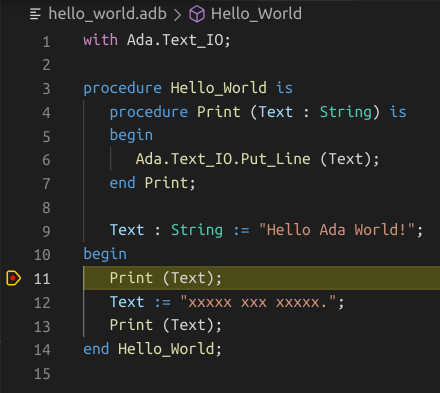 hello_world.adb > Hello_World
1 with Ada.Text_IO;
2
3 procedure Hello_World is
4 procedure Print (Text : String) is
5 begin
6 Ada.Text_IO.Put_Line (Text);
7 end Print;
8
9 Text : String := "Hello Ada World!";
10 begin
11 Print (Text);
12 Text := "xxxxx xxx xxxxx.";
13 Print (Text);
14 end Hello_World;
15